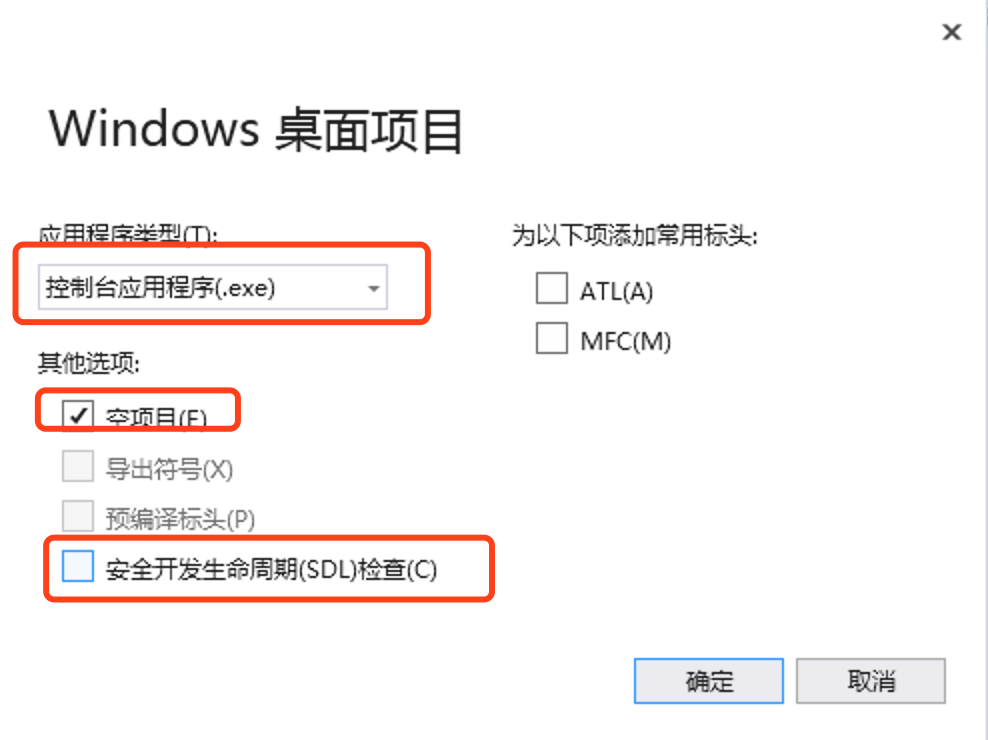 Windows 桌面项目
应用程序类型(T):
控制台应用程序(.exe)
其他选项:
空项目(E)
导出符号(X)
预编译标头(P)
安全开发生命周期(SDL)检查(C)
为以下项添加常用标头:
ATL(A)
MFC(M)
确定
取消